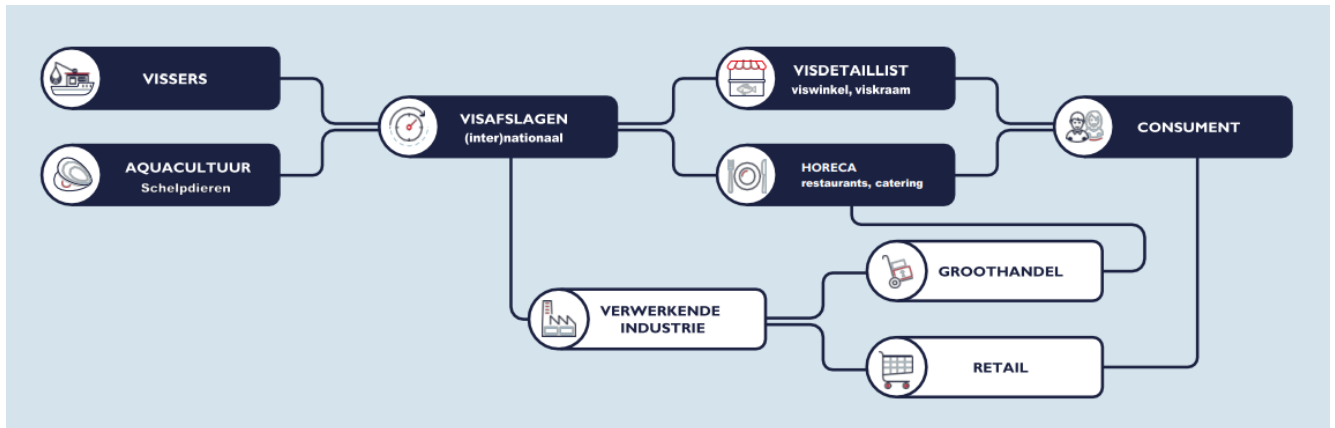 VISSERS
AQUACULTUUR
Schelpdieren
VISAFSLAGEN
(inter)nationaal
VISDETAILLIST
viswinkel, viskraam
HORECA
restaurants, catering
CONSUMENT
GROOTHANDEL
VERWERKENDE
INDUSTRIE
RETAIL